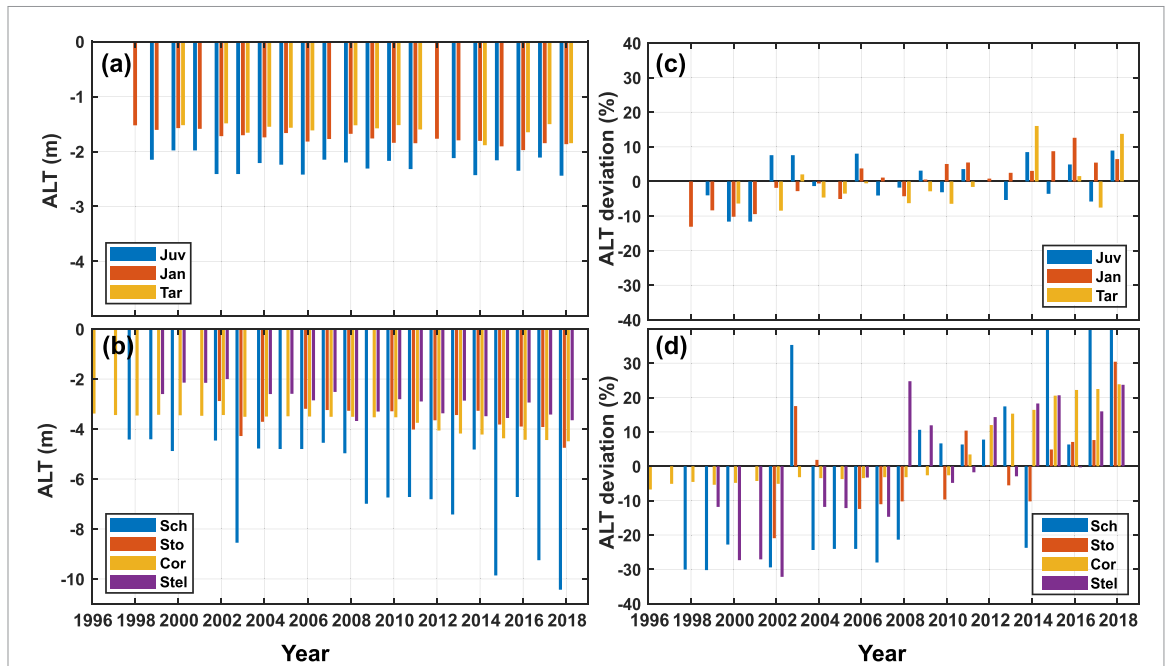 (a)
ALT (m)
0
-1
-2
-3
-4
Juv
Jan
Tar
(c)
ALT deviation (%)
40
30
20
10
0
-10
-20
-30
-40
Juv
Jan
Tar
(b)
ALT (m)
0
-2
-4
-6
-8
-10
Sch
Sto
Cor
Stel
1996 1998 2000 2002 2004 2006 2008 2010 2012 2014 2016 2018
Year
(d)
ALT deviation (%)
30
20
10
0
-10
-20
-30
-40
Sch
Sto
Cor
Stel
1996 1998 2000 2002 2004 2006 2008 2010 2012 2014 2016 2018
Year